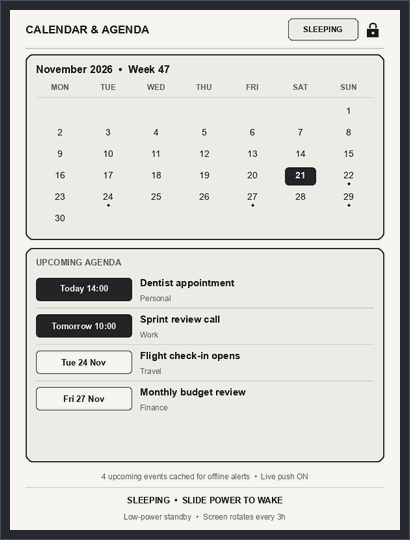 CALENDAR & AGENDA
SLEEPING
November 2026 • Week 47
MON TUE WED THU FRI SAT SUN
1
2 3 4 5 6 7 8
9 10 11 12 13 14 15
16 17 18 19 20 21 22
23 24 25 26 27 28 29
30
UPCOMING AGENDA
Today 14:00 Dentist appointment
Personal
Tomorrow 10:00 Sprint review call
Work
Tue 24 Nov Flight check-in opens
Travel
Fri 27 Nov Monthly budget review
Finance
4 upcoming events cached for offline alerts • Live push ON
SLEEPING • SLIDE POWER TO WAKE
Low-power standby • Screen rotates every 3h